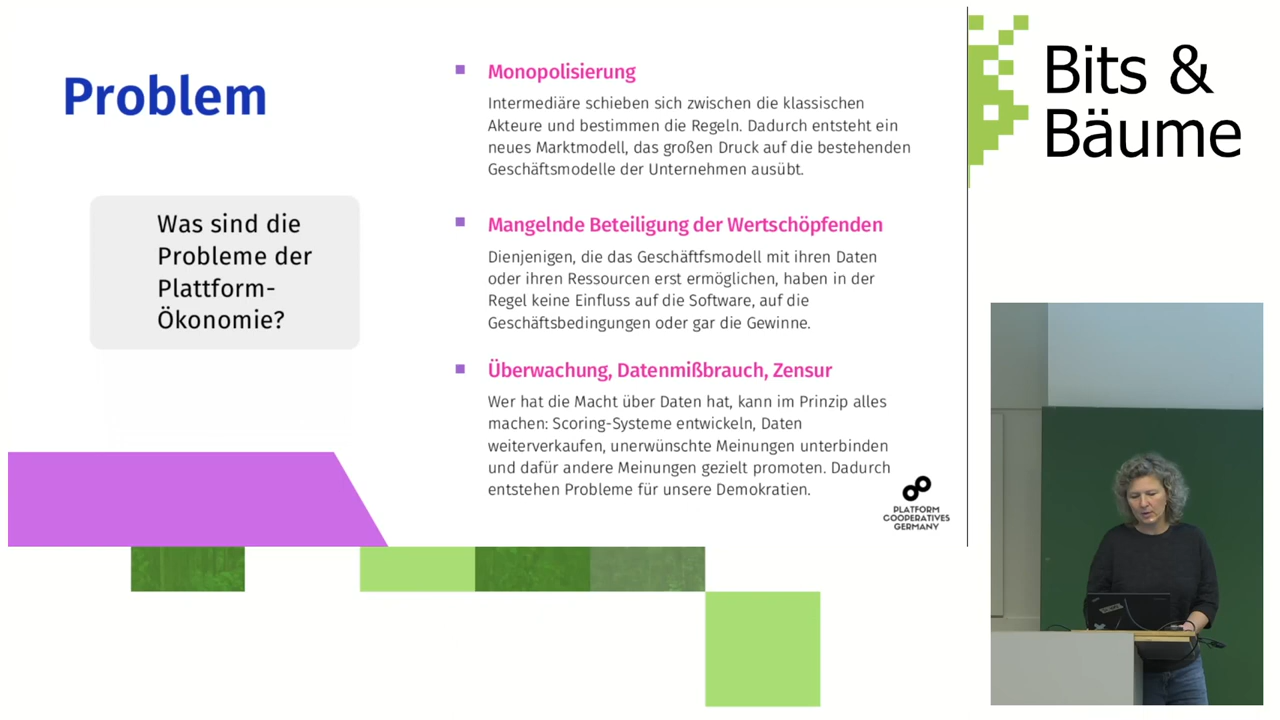 Problem
Was sind die
Probleme der
Plattform-
Ökonomie?
Monopolisierung
Intermediäre schieben sich zwischen die klassischen
Akteure und bestimmen die Regeln. Dadurch entsteht ein
neues Marktmodell, das großen Druck auf die bestehenden
Geschäftsmodelle der Unternehmen ausübt.
Mangelnde Beteiligung der Wertschöpfenden
Dienjenigen, die das Geschäftfsmodell mit ihren Daten
oder ihren Ressourcen erst ermöglichen, haben in der
Regel keine Einfluss auf die Software, auf die
Geschäftsbedingungen oder gar die Gewinne.
Überwachung, Datenmißbrauch, Zensur
Wer hat die Macht über Daten hat, kann im Prinzip alles
machen: Scoring-Systeme entwickeln, Daten
weiterverkaufen, unerwünschte Meinungen unterbinden
und dafür andere Meinungen gezielt promoten. Dadurch
entstehen Probleme für unsere Demokratien.
PLATFORM
COOPERATIVES
GERMANY
Bits &
Bäume